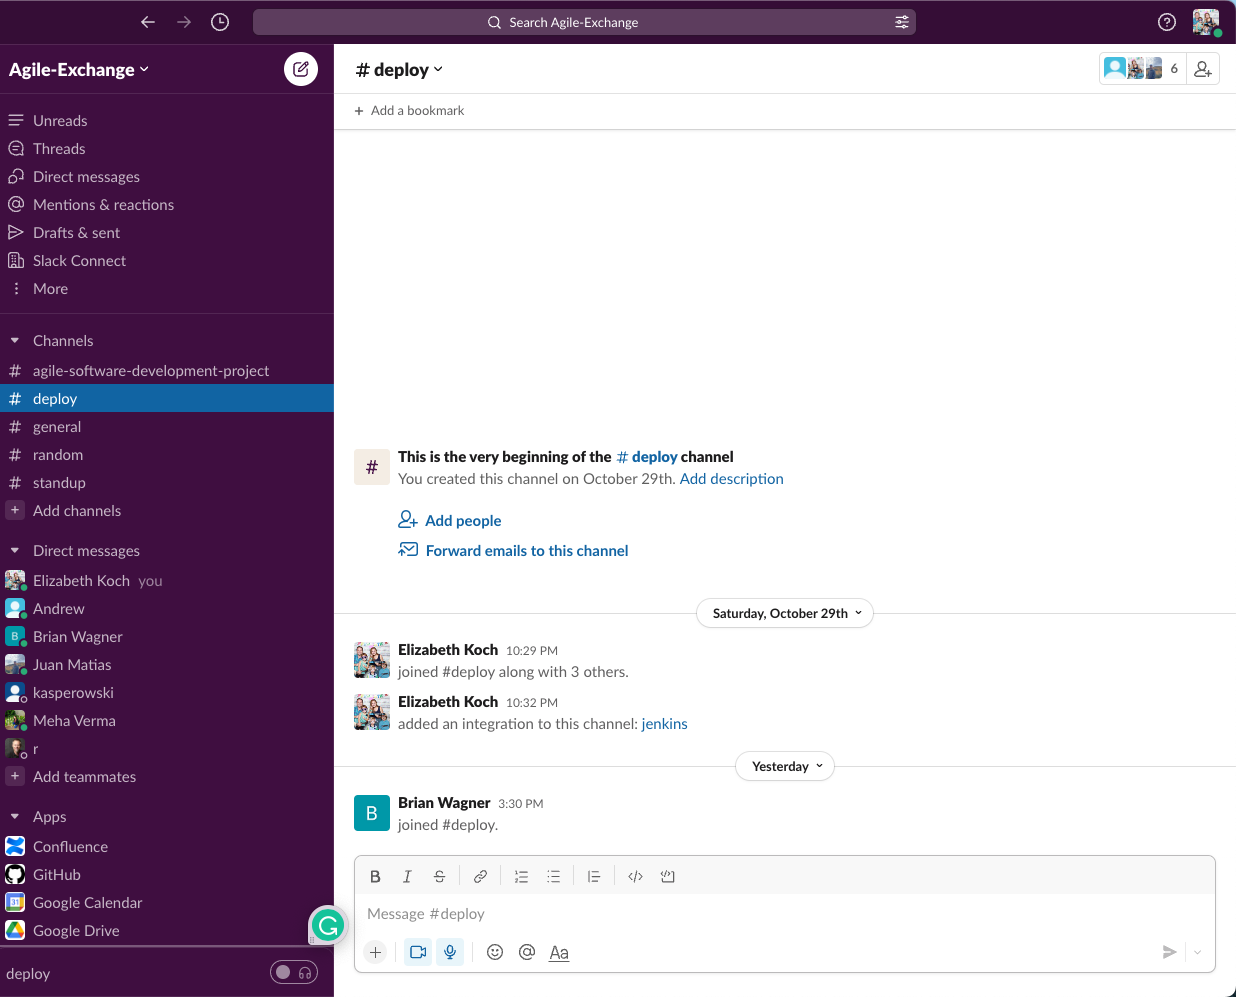 Search Agile-Exchange
Agile-Exchange
# deploy
6
+ Add a bookmark
Unreads
Threads
Direct messages
Mentions & reactions
Drafts & sent
Slack Connect
More
Channels
# agile-software-development-project
# deploy
# general
# random
# standup
+ Add channels
Direct messages
Elizabeth Koch you
Andrew
B Brian Wagner
Juan Matias
kasperowski
Meha Verma
r
+ Add teammates
Apps
Confluence
GitHub
31 Google Calendar
Google Drive
deploy
# This is the very beginning of the # deploy channel
You created this channel on October 29th. Add description
Add people
Forward emails to this channel
Saturday, October 29th
Elizabeth Koch 10:29 PM
joined #deploy along with 3 others.
Elizabeth Koch 10:32 PM
added an integration to this channel: jenkins
Yesterday
B Brian Wagner 3:30 PM
joined #deploy.
B I S
Message #deploy
+ @ Aa